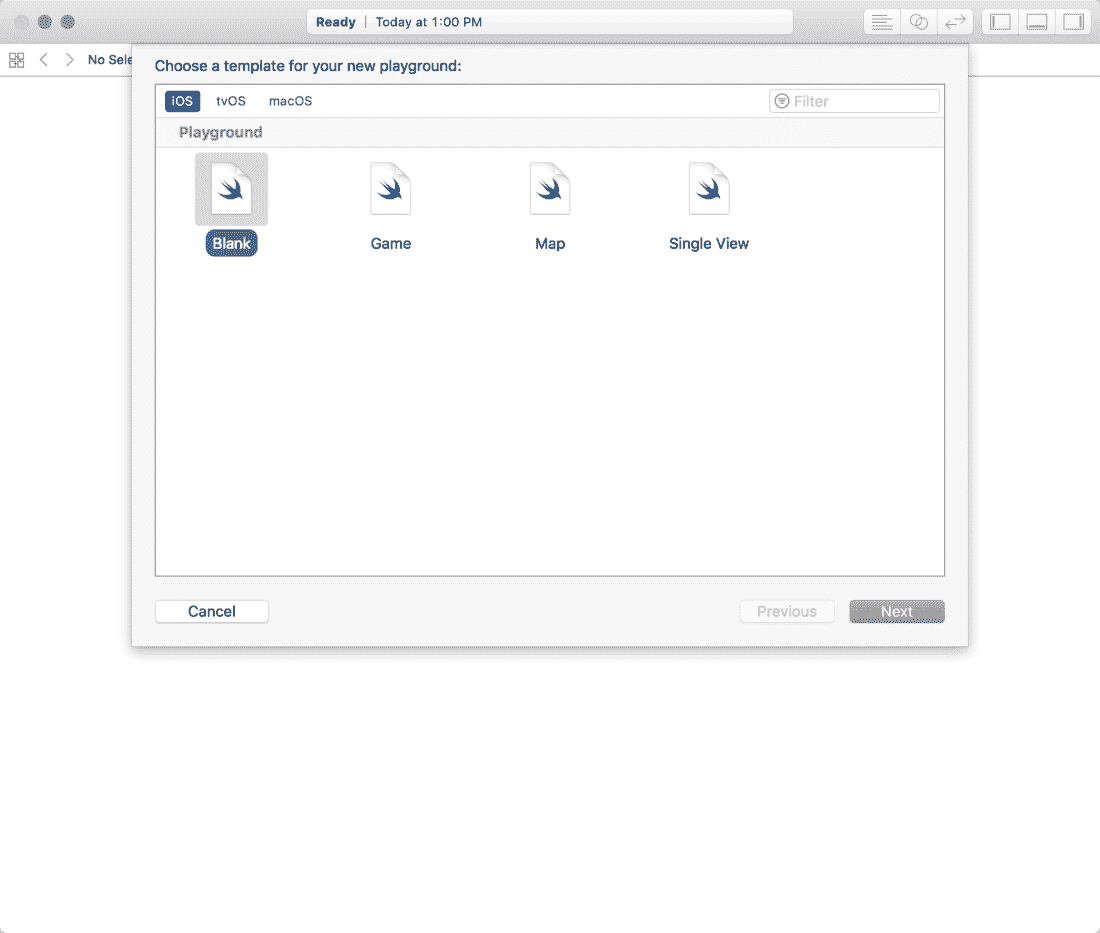 Ready | Today at 1:00 PM
No Sele
Choose a template for your new playground:
iOS tvOS macOS Filter
Playground
Blank Game Map Single View
Cancel Previous Next